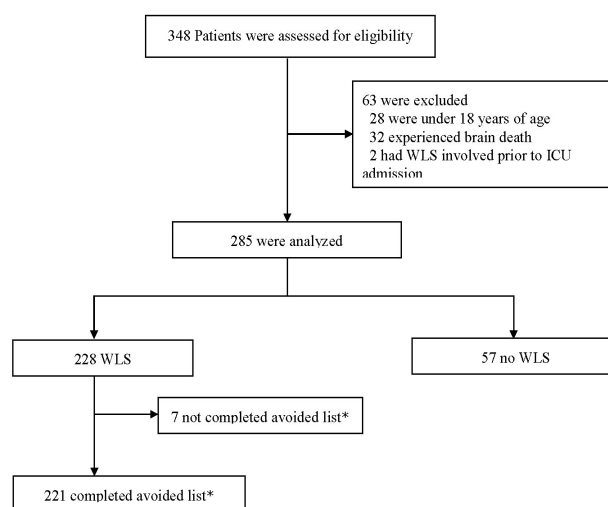 348 Patients were assessed for eligibility
63 were excluded
28 were under 18 years of age
32 experienced brain death
2 had WLS involved prior to ICU
admission
285 were analyzed
228 WLS
57 no WLS
7 not completed avoided list*
221 completed avoided list*